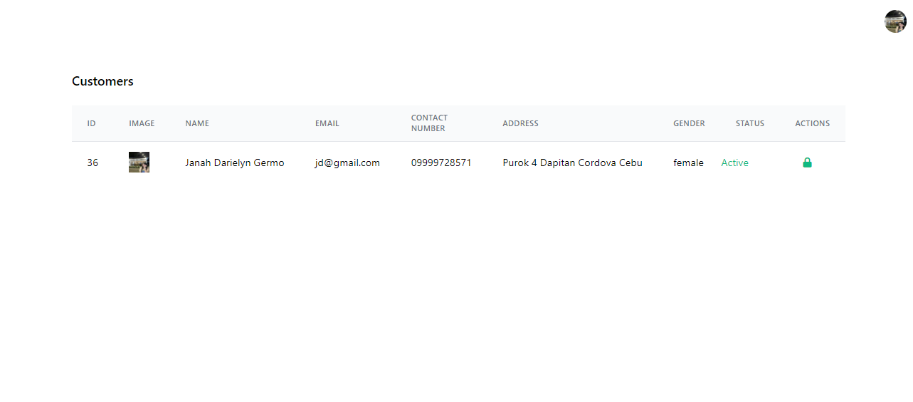 Customers
ID IMAGE NAME EMAIL CONTACT NUMBER ADDRESS GENDER STATUS ACTIONS
36 Janah Darielyn Germo jd@gmail.com 09999728571 Purok 4 Dapitan Cordova Cebu female Active